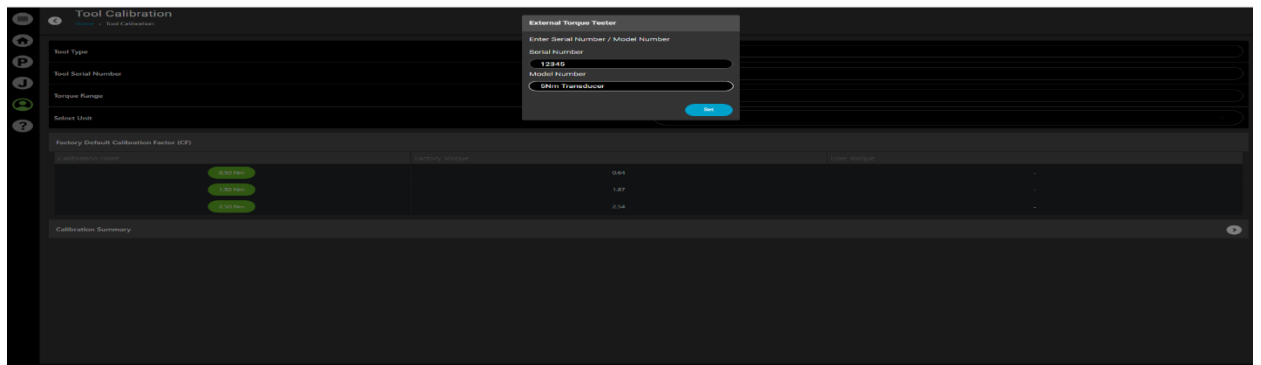 Tool Calibration
Home > Tool Calibration
External Torque Tester
Enter Serial Number / Model Number
Serial Number
12345
Model Number
5Nm Transducer
Set
Tool Type
Tool Serial Number
Torque Range
Select Unit
Factory Default Calibration Factor (CF)
Calibration Point Factory Torque User Torque
0.50 Nm 0.64 -
1.50 Nm 1.87 -
2.50 Nm 2.54 -
Calibration Summary
P
J
?